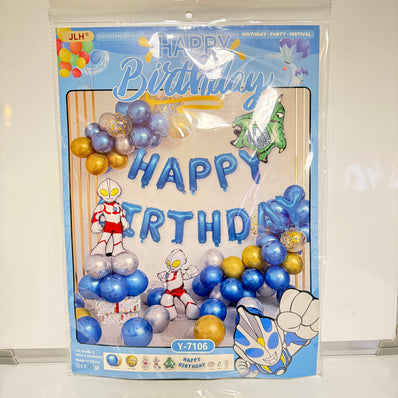 JLH®
BIRTHDAY · PARTY · FESTIVAL
HAPPY
Birthday
HAPPY
BIRTHDAY
Y-7106
HAPPY
BIRTHDAY